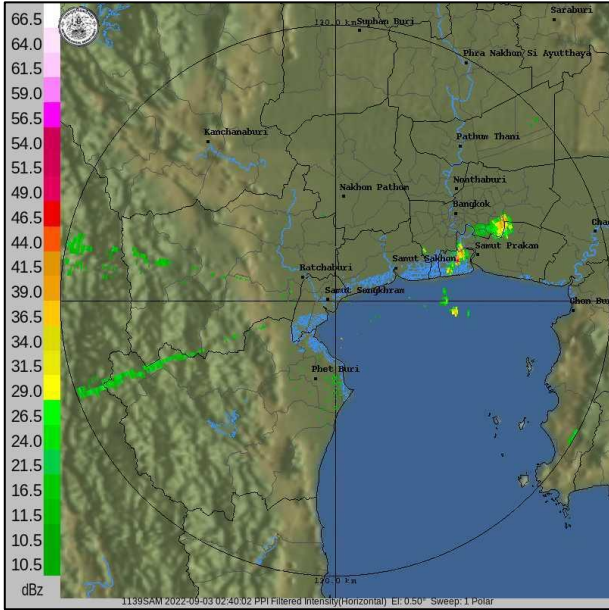 66.5
64.0
61.5
59.0
56.5
54.0
51.5
49.0
46.5
44.0
41.5
39.0
36.5
34.0
31.5
29.0
26.5
24.0
21.5
16.5
11.5
10.5
10.5
dBz
120.0 km
Suphan Buri
Saraburi
Phra Nakhon Si Ayutthaya
Kanchanaburi
Pathum Thani
Nakhon Pathom
Nonthaburi
Bangkok
Cha
Samut Prakan
Samut Sakhon
Ratchaburi
Samut Songkhram
Chon Bur
Phet Buri
120.0 km
1139SAM 2022-09-03 02:40:02 PPI Filtered Intensity(Horizontal) El: 0.50° Sweep: 1 Polar